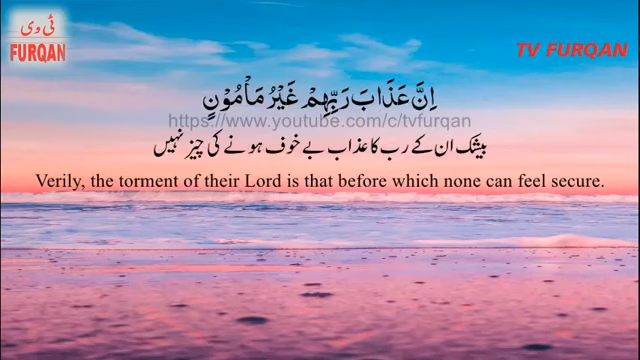 ٹی وی
FURQAN
TV FURQAN
اِنَّ عَذَابَ رَبِّهِمْ غَيْرُ مَاْمُوْنٍ
https://www.youtube.com/c/tvfurqan
بیشک ان کے رب کا عذاب بے خوف ہونے کی چیز نہیں
Verily, the torment of their Lord is that before which none can feel secure.